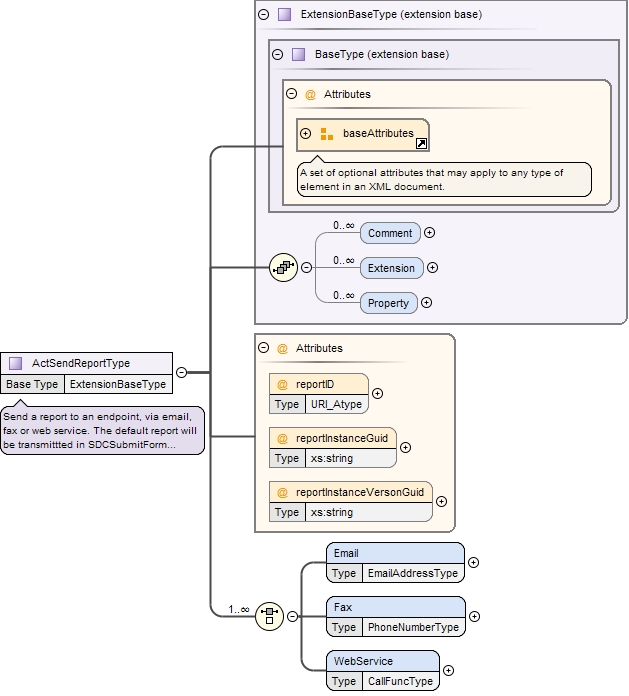 ExtensionBaseType (extension base)
BaseType (extension base)
@ Attributes
baseAttributes
A set of optional attributes that may apply to any type of
element in an XML document.
0..∞ Comment
0..∞ Extension
0..∞ Property
ActSendReportType
Base Type ExtensionBaseType
Send a report to an endpoint, via email,
fax or web service. The default report will
be transmittted in SDCSubmitForm...
@ Attributes
@ reportID
Type URI_Atype
@ reportInstanceGuid
Type xs:string
@ reportInstanceVersonGuid
Type xs:string
1..∞
Email
Type EmailAddressType
Fax
Type PhoneNumberType
WebService
Type CallFuncType